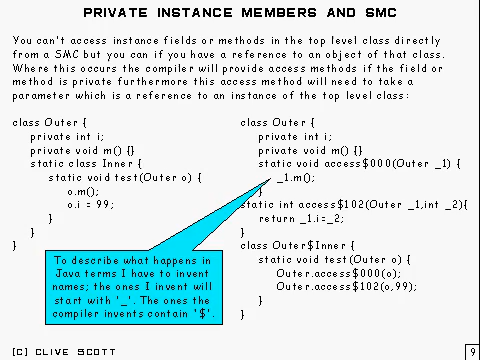 PRIVATE INSTANCE MEMBERS AND SMC
You can't access instance fields or methods in the top level class directly
from a SMC but you can if you have a reference to an object of that class.
Where this occurs the compiler will provide access methods if the field or
method is private furthermore this access method will need to take a
parameter which is a reference to an instance of the top level class:
class Outer {
private int i;
private void m() {}
static class Inner {
static void test(Outer o) {
o.m();
o.i = 99;
}
}
}
class Outer {
private int i;
private void m() {}
static void access$000(Outer _1) {
_1.m();
}
static int access$102(Outer _1,int _2){
return _1.i=_2;
}
}
class Outer$Inner {
static void test(Outer o) {
Outer.access$000(o);
Outer.access$102(o,99);
}
}
To describe what happens in
Java terms I have to invent
names; the ones I invent will
start with '_'. The ones the
compiler invents contain '$'.
[C] CLIVE SCOTT
9